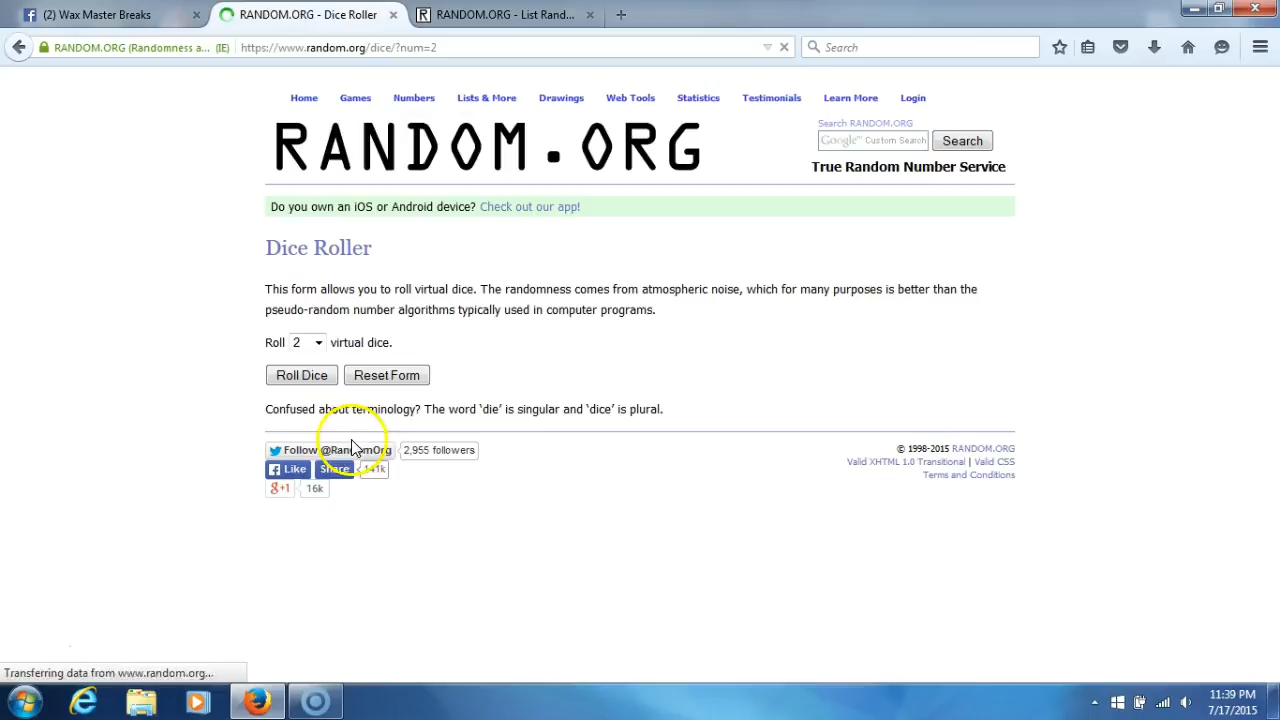 (2) Wax Master Breaks
RANDOM.ORG - Dice Roller
RANDOM.ORG - List Rand...
RANDOM.ORG (Randomness a... (IE)
https://www.random.org/dice/?num=2
Search
Home Games Numbers Lists & More Drawings Web Tools Statistics Testimonials Learn More Login
RANDOM.ORG
Search RANDOM.ORG
Google™ Custom Search
Search
True Random Number Service
Do you own an iOS or Android device? Check out our app!
Dice Roller
This form allows you to roll virtual dice. The randomness comes from atmospheric noise, which for many purposes is better than the
pseudo-random number algorithms typically used in computer programs.
Roll 2 virtual dice.
Roll Dice Reset Form
Confused about terminology? The word ‘die’ is singular and ‘dice’ is plural.
Follow @RandomOrg 2,955 followers
Like Share
+1 16k
© 1998-2015 RANDOM.ORG
Valid XHTML 1.0 Transitional | Valid CSS
Terms and Conditions
Transferring data from www.random.org...
11:39 PM
7/17/2015